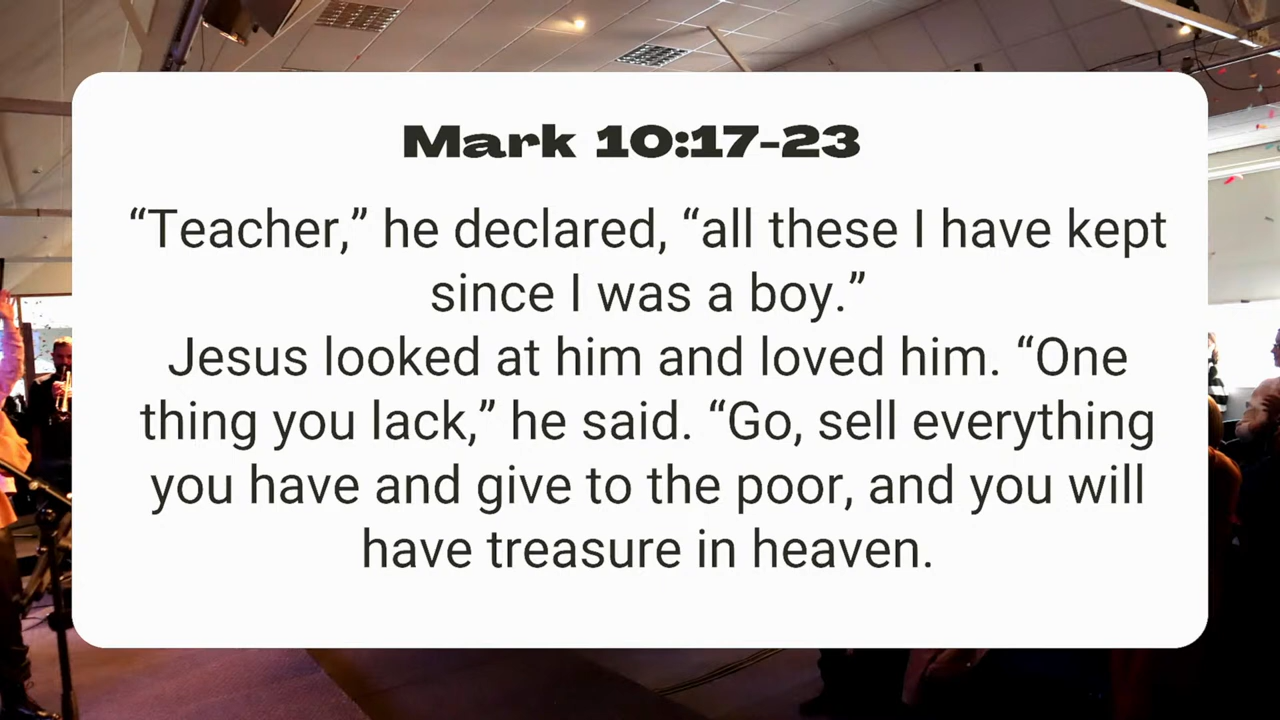 Mark 10:17-23
“Teacher,” he declared, “all these I have kept
since I was a boy.”
Jesus looked at him and loved him. “One
thing you lack,” he said. “Go, sell everything
you have and give to the poor, and you will
have treasure in heaven.